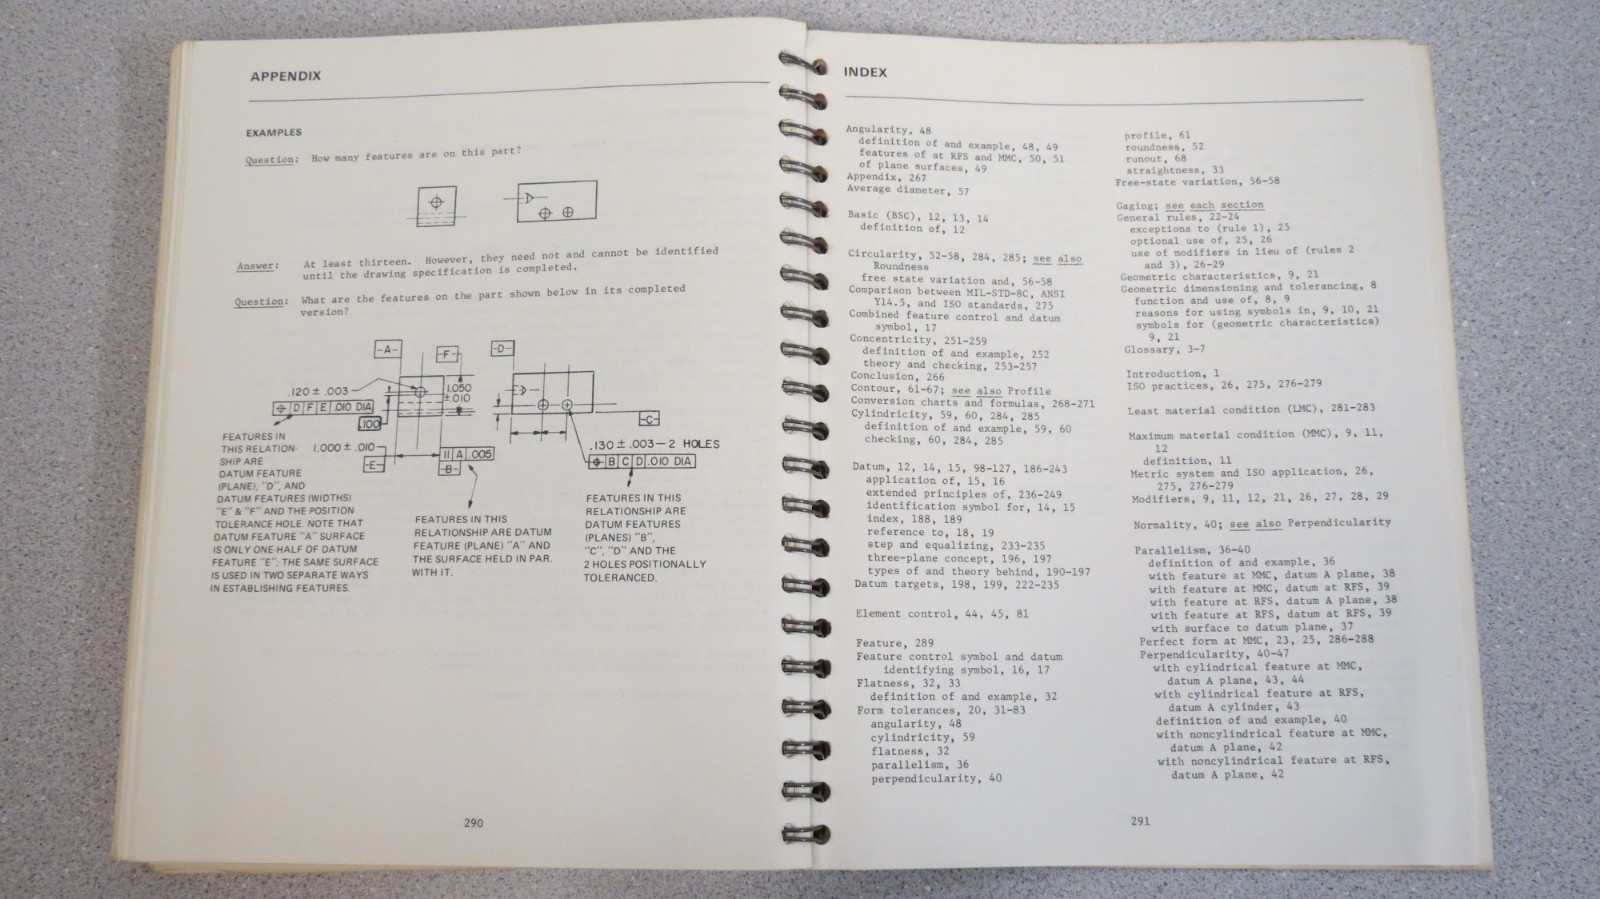 APPENDIX
EXAMPLES
Question: How many features are on this part?
Answer: At least thirteen. However, they need not and cannot be identified
until the drawing specification is completed.
Question: What are the features on the part shown below in its completed
version?
-A-
-F-
-D-
.120 ± .003
1.050
± .010
⌖ D F E .010 DIA
.100
-C-
1.000 ± .010
-E-
// A .005
-B-
.130 ± .003 — 2 HOLES
⌖ B C D .010 DIA
FEATURES IN
THIS RELATION-
SHIP ARE
DATUM FEATURE
(PLANE), "D", AND
DATUM FEATURES (WIDTHS)
"E" & "F" AND THE POSITION
TOLERANCE HOLE. NOTE THAT
DATUM FEATURE "A" SURFACE
IS ONLY ONE-HALF OF DATUM
FEATURE "E"; THE SAME SURFACE
IS USED IN TWO SEPARATE WAYS
IN ESTABLISHING FEATURES.
FEATURES IN THIS
RELATIONSHIP ARE DATUM
FEATURE (PLANE) "A" AND
THE SURFACE HELD IN PAR.
WITH IT.
FEATURES IN THIS
RELATIONSHIP ARE
DATUM FEATURES
(PLANES) "B",
"C", "D" AND THE
2 HOLES POSITIONALLY
TOLERANCED.
290
INDEX
Angularity, 48
definition of and example, 48, 49
features of at RFS and MMC, 50, 51
of plane surfaces, 49
Appendix, 267
Average diameter, 57
Basic (BSC), 12, 13, 14
definition of, 12
Circularity, 52-58, 284, 285; see also
Roundness
free state variation and, 56-58
Comparison between MIL-STD-8C, ANSI
Y14.5, and ISO standards, 275
Combined feature control and datum
symbol, 17
Concentricity, 251-259
definition of and example, 252
theory and checking, 253-257
Conclusion, 266
Contour, 61-67; see also Profile
Conversion charts and formulas, 268-271
Cylindricity, 59, 60, 284, 285
definition of and example, 59, 60
checking, 60, 284, 285
Datum, 12, 14, 15, 98-127, 186-243
application of, 15, 16
extended principles of, 236-249
identification symbol for, 14, 15
index, 188, 189
reference to, 18, 19
step and equalizing, 233-235
three-plane concept, 196, 197
types of and theory behind, 190-197
Datum targets, 198, 199, 222-235
Element control, 44, 45, 81
Feature, 289
Feature control symbol and datum
identifying symbol, 16, 17
Flatness, 32, 33
definition of and example, 32
Form tolerances, 20, 31-83
angularity, 48
cylindricity, 59
flatness, 32
parallelism, 36
perpendicularity, 40
profile, 61
roundness, 52
runout, 68
straightness, 33
Free-state variation, 56-58
Gaging; see each section
General rules, 22-24
exceptions to (rule 1), 25
optional use of, 25, 26
use of modifiers in lieu of (rules 2
and 3), 26-29
Geometric characteristics, 9, 21
Geometric dimensioning and tolerancing, 8
function and use of, 8, 9
reasons for using symbols in, 9, 10, 21
symbols for (geometric characteristics)
9, 21
Glossary, 3-7
Introduction, 1
ISO practices, 26, 275, 276-279
Least material condition (LMC), 281-283
Maximum material condition (MMC), 9, 11,
12
definition, 11
Metric system and ISO application, 26,
275, 276-279
Modifiers, 9, 11, 12, 21, 26, 27, 28, 29
Normality, 40; see also Perpendicularity
Parallelism, 36-40
definition of and example, 36
with feature at MMC, datum A plane, 38
with feature at MMC, datum at RFS, 39
with feature at RFS, datum A plane, 38
with feature at RFS, datum at RFS, 39
with surface to datum plane, 37
Perfect form at MMC, 23, 25, 286-288
Perpendicularity, 40-47
with cylindrical feature at MMC,
datum A plane, 43, 44
with cylindrical feature at RFS,
datum A cylinder, 43
definition of and example, 40
with noncylindrical feature at MMC,
datum A plane, 42
with noncylindrical feature at RFS,
datum A plane, 42
291